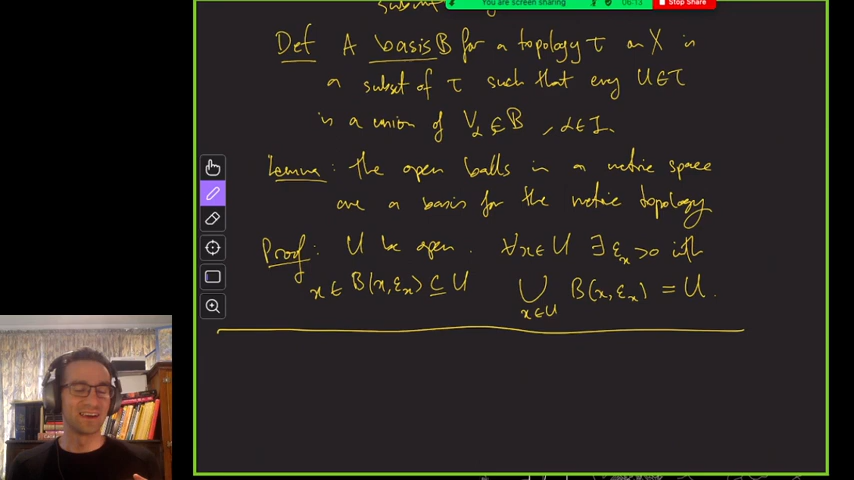 You are screen sharing 06:13 Stop Share
Def A basis B for a topology τ on X is
a subset of τ such that every U∈τ
is a union of V_α ∈ B, α∈I.
Lemma: the open balls in a metric space
are a basis for the metric topology
Proof: U be open. ∀x∈U ∃ε_x>0 with
x∈B(x,ε_x) ⊆ U ⋃_{x∈U} B(x,ε_x) = U.